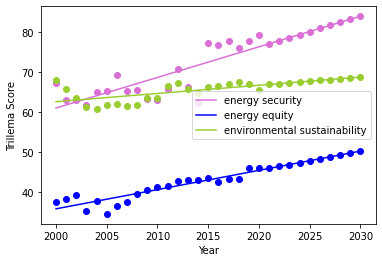 80
70
60
50
40
Trillema Score
energy security
energy equity
environmental sustainability
2000
2005
2010
2015
2020
2025
2030
Year